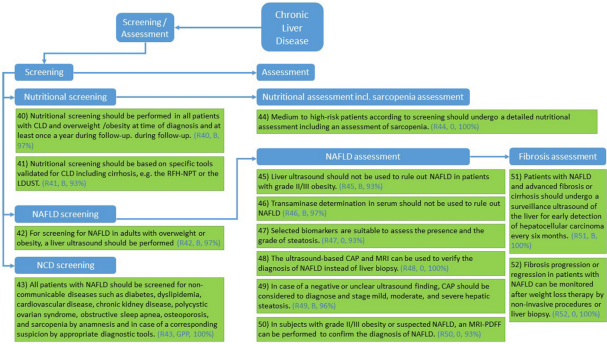 Chronic
Liver
Disease
Screening /
Assessment
Screening
Assessment
Nutritional screening
Nutritional assessment incl. sarcopenia assessment
40) Nutritional screening should be performed in all
patients with CLD and overweight /obesity at time of
diagnosis and at least once a year during follow-up. during follow-up. (R40, B,
97%)
41) Nutritional screening should be based on specific tools
validated for CLD including cirrhosis, e.g. the RFH-NPT or the
LDUST. (R41, B, 93%)
44) Medium to high-risk patients according to screening should undergo a detailed nutritional
assessment including an assessment of sarcopenia. (R44, 0, 100%)
NAFLD screening
42) For screening for NAFLD in adults with overweight or
obesity, a liver ultrasound should be performed (R42, B, 97%)
NCD screening
43) All patients with NAFLD should be screened for non-
communicable diseases such as diabetes, dyslipidemia,
cardiovascular disease, chronic kidney disease, polycystic
ovarian syndrome, obstructive sleep apnea, osteoporosis,
and sarcopenia by anamnesis and in case of a corresponding
suspicion by appropriate diagnostic tools. (R43, GPP, 100%)
NAFLD assessment
45) Liver ultrasound should not be used to rule out NAFLD in patients
with grade II/III obesity. (R45, B, 93%)
46) Transaminase determination in serum should not be used to rule out
NAFLD (R46, B, 97%)
47) Selected biomarkers are suitable to assess the presence and the
grade of steatosis. (R47, 0, 93%)
48) The ultrasound-based CAP and MRI can be used to verify the
diagnosis of NAFLD instead of liver biopsy. (R48, 0, 100%)
49) In case of a negative or unclear ultrasound finding, CAP should be
considered to diagnose and stage mild, moderate, and severe hepatic
steatosis. (R49, B, 96%)
50) In subjects with grade II/III obesity or suspected NAFLD, an MRI-PDFF
can be performed to confirm the diagnosis of NAFLD. (R50, 0, 93%)
Fibrosis assessment
51) Patients with NAFLD
and advanced fibrosis or
cirrhosis should undergo a
surveillance ultrasound of
the liver for early detection
of hepatocellular carcinoma
every six months. (R51, B,
100%)
52) Fibrosis progression or
regression in patients with
NAFLD can be monitored
after weight loss therapy by
non-invasive procedures or
liver biopsy. (R52, 0, 100%)